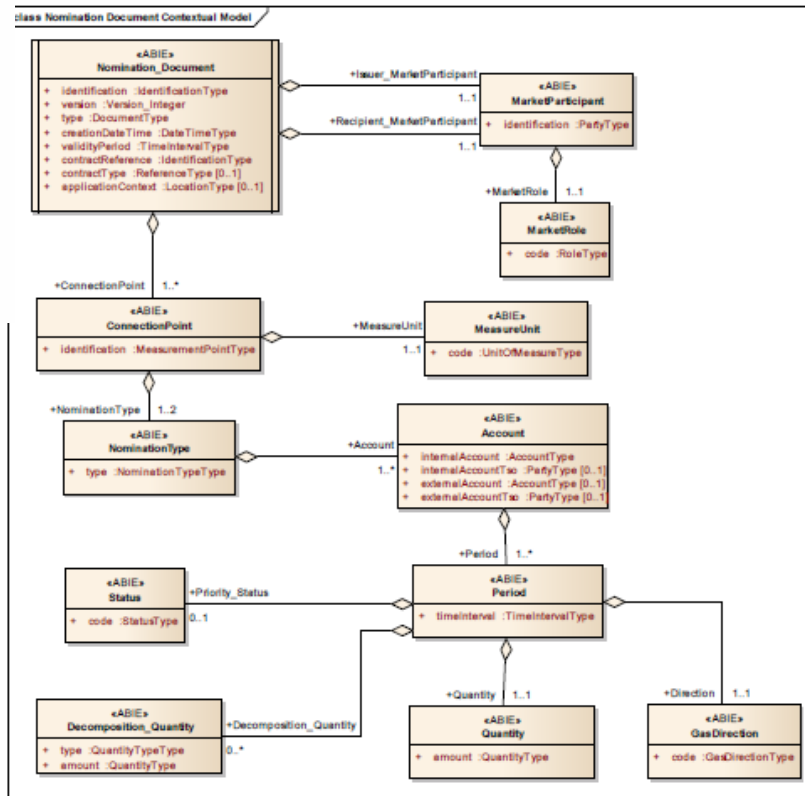 class Nomination Document Contextual Model
«ABIE»
Nomination_Document
+ identification :IdentificationType
+ version :Version_Integer
+ type :DocumentType
+ creationDateTime :DateTimeType
+ validityPeriod :TimeIntervalType
+ contractReference :IdentificationType
+ contractType :ReferenceType [0..1]
+ applicationContext :LocationType [0..1]
+Issuer_MarketParticipant
1..1
+Recipient_MarketParticipant
1..1
«ABIE»
MarketParticipant
+ identification :PartyType
+MarketRole 1..1
«ABIE»
MarketRole
+ code :RoleType
+ConnectionPoint 1..*
«ABIE»
ConnectionPoint
+ identification :MeasurementPointType
+MeasureUnit
1..1
«ABIE»
MeasureUnit
+ code :UnitOfMeasureType
+NominationType 1..2
«ABIE»
NominationType
+ type :NominationTypeType
+Account
1..*
«ABIE»
Account
+ internalAccount :AccountType
+ internalAccountTso :PartyType [0..1]
+ externalAccount :AccountType [0..1]
+ externalAccountTso :PartyType [0..1]
+Period 1..*
«ABIE»
Period
+ timeInterval :TimeIntervalType
+Priority_Status
0..1
«ABIE»
Status
+ code :StatusType
+Decomposition_Quantity
0..*
«ABIE»
Decomposition_Quantity
+ type :QuantityTypeType
+ amount :QuantityType
+Quantity 1..1
«ABIE»
Quantity
+ amount :QuantityType
+Direction 1..1
«ABIE»
GasDirection
+ code :GasDirectionType